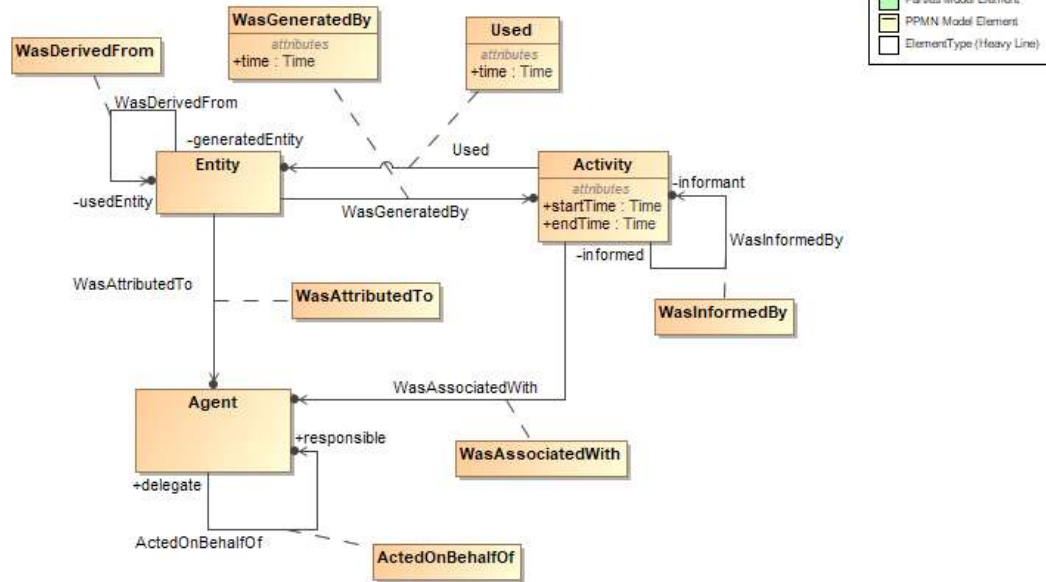 WasGeneratedBy
attributes
+time : Time
Used
attributes
+time : Time
PPMN Model Element
ElementType (Heavy Line)
WasDerivedFrom
WasDerivedFrom
-generatedEntity
Entity
-usedEntity
Used
WasGeneratedBy
Activity
attributes
+startTime : Time
+endTime : Time
-informant
-informed
WasInformedBy
WasInformedBy
WasAttributedTo
WasAttributedTo
Agent
WasAssociatedWith
WasAssociatedWith
+responsible
+delegate
ActedOnBehalfOf
ActedOnBehalfOf